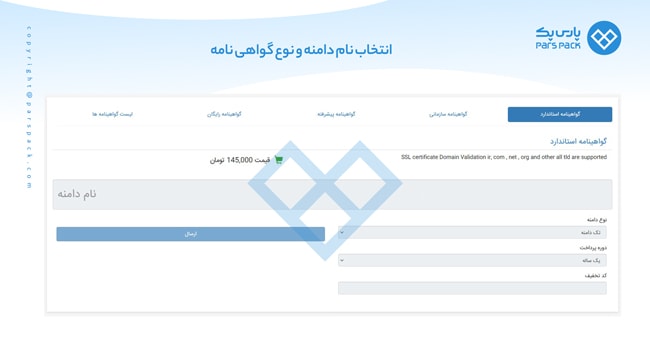 پارس پک
PARS PACK
انتخاب نام دامنه و نوع گواهی نامه
copyright@parspack.com
گواهینامه استاندارد
گواهینامه سازمانی
گواهینامه پیشرفته
گواهینامه رایگان
لیست گواهینامه ها
گواهینامه استاندارد
SSL certificate Domain Validation ir, com , net , org and other all tld are supported
قیمت 145,000 تومان
نام دامنه
نوع دامنه
تک دامنه
ارسال
دوره پرداخت
یک ساله
کد تخفیف